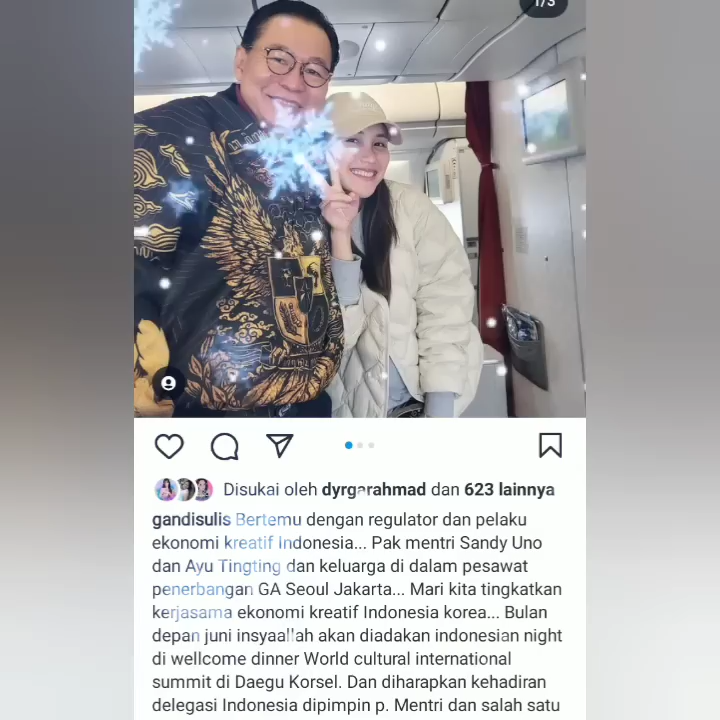 1/3
Disukai oleh dyrgarahmad dan 623 lainnya
gandisulis Bertemu dengan regulator dan pelaku
ekonomi kreatif Indonesia... Pak mentri Sandy Uno
dan Ayu Tingting dan keluarga di dalam pesawat
penerbangan GA Seoul Jakarta... Mari kita tingkatkan
kerjasama ekonomi kreatif Indonesia korea... Bulan
depan juni insyaallah akan diadakan indonesian night
di wellcome dinner World cultural international
summit di Daegu Korsel. Dan diharapkan kehadiran
delegasi Indonesia dipimpin p. Mentri dan salah satu